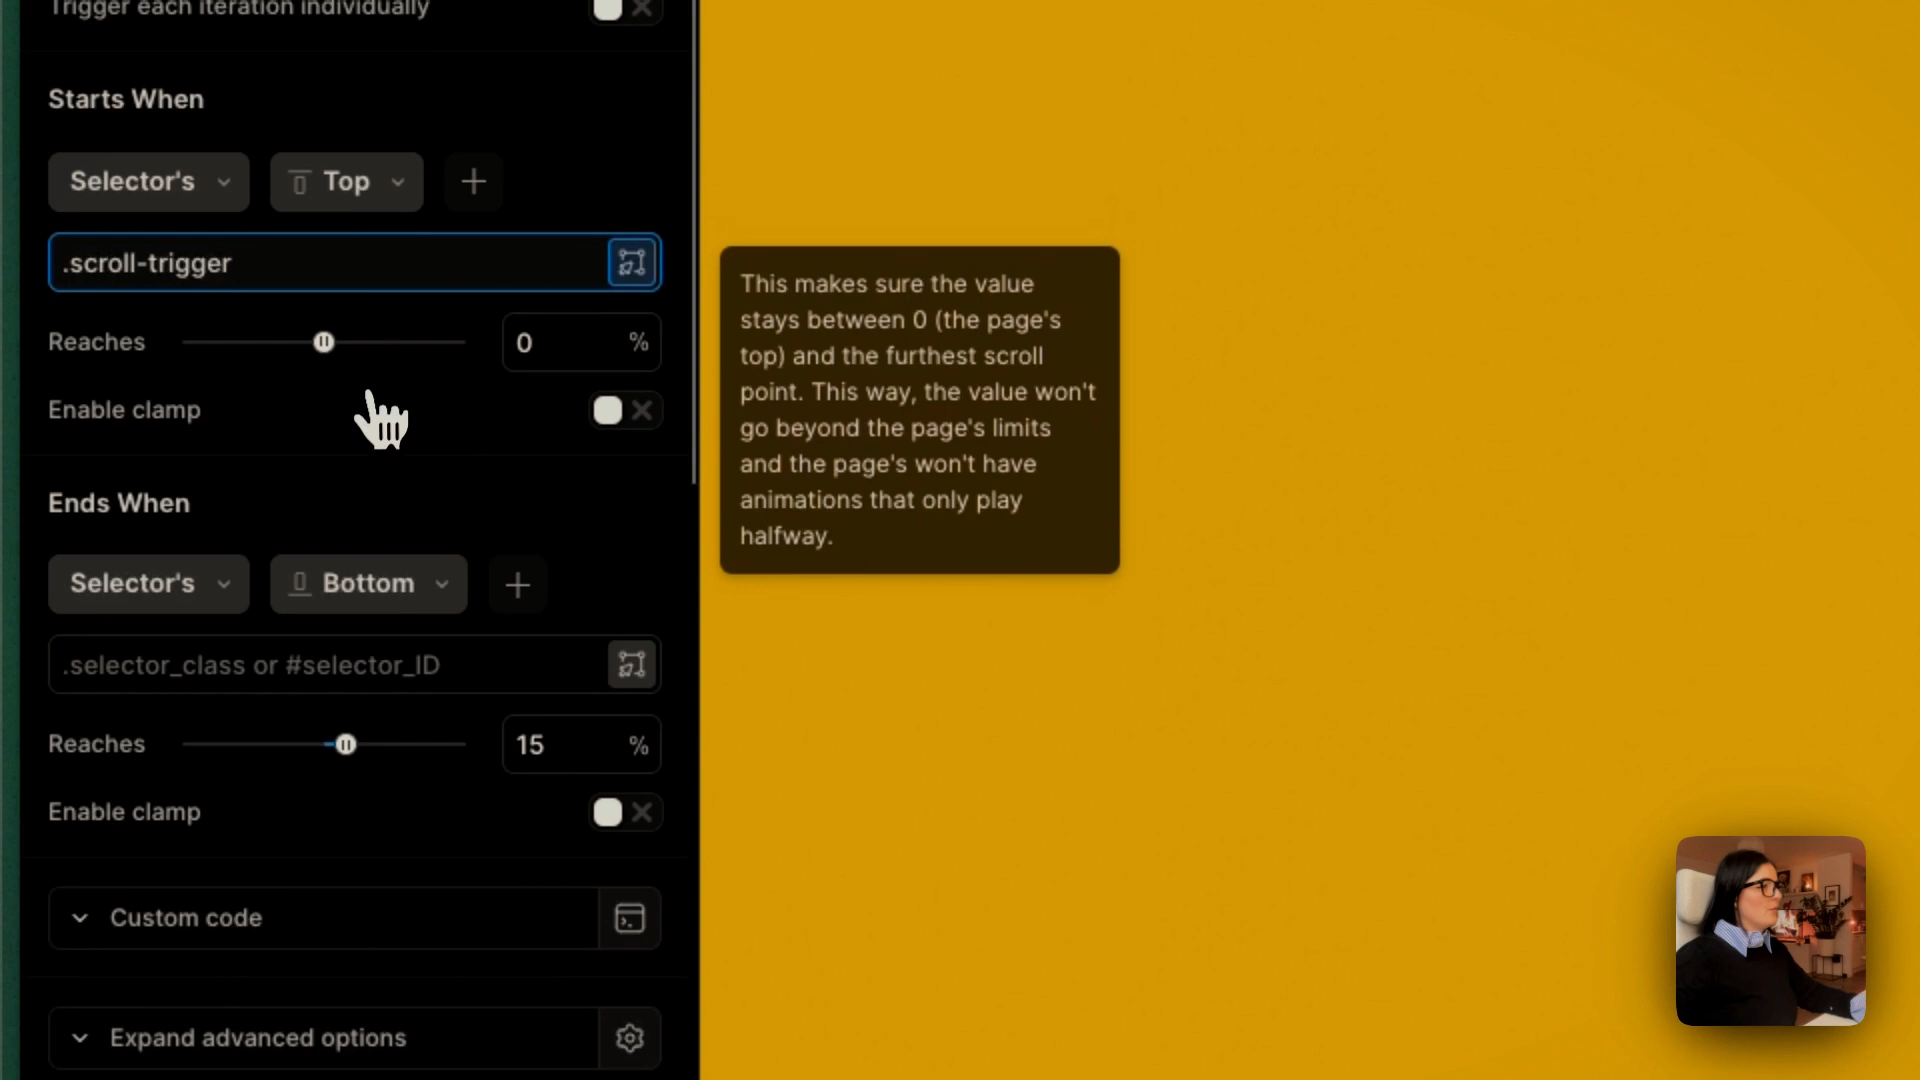 Trigger each iteration individually
Starts When
Selector's
Top
.scroll-trigger
Reaches
0
%
Enable clamp
Ends When
Selector's
Bottom
.selector_class or #selector_ID
Reaches
15
%
Enable clamp
Custom code
Expand advanced options
This makes sure the value
stays between 0 (the page's
top) and the furthest scroll
point. This way, the value won't
go beyond the page's limits
and the page's won't have
animations that only play
halfway.